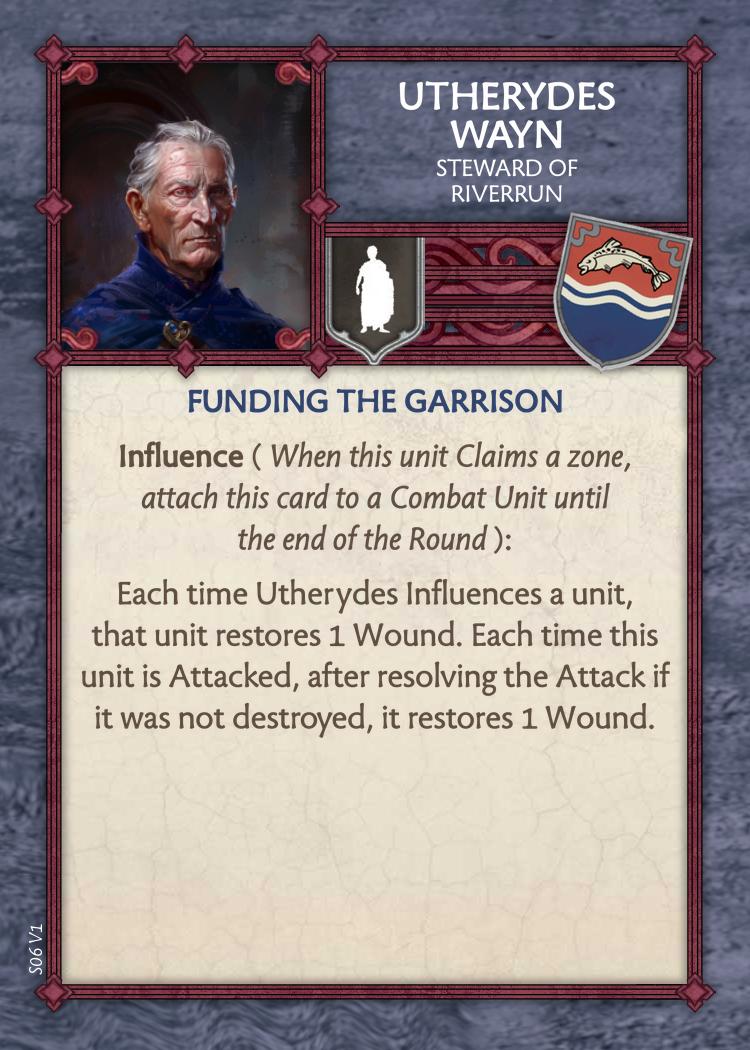 UTHERYDES
WAYN
STEWARD OF
RIVERRUN
FUNDING THE GARRISON
Influence ( When this unit Claims a zone,
attach this card to a Combat Unit until
the end of the Round ):
Each time Utherydes Influences a unit,
that unit restores 1 Wound. Each time this
unit is Attacked, after resolving the Attack if
it was not destroyed, it restores 1 Wound.
S06 V1